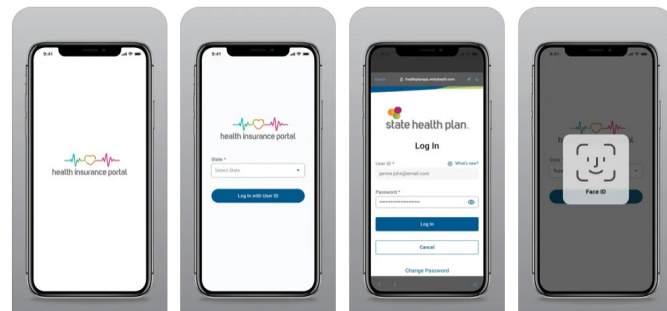 9:41
health insurance portal
9:41
health insurance portal
State *
Select State
Log In with User ID
state health plan.
Log In
User ID *
What's new?
Password *
Log In
Cancel
Change Password
9:41
Face ID